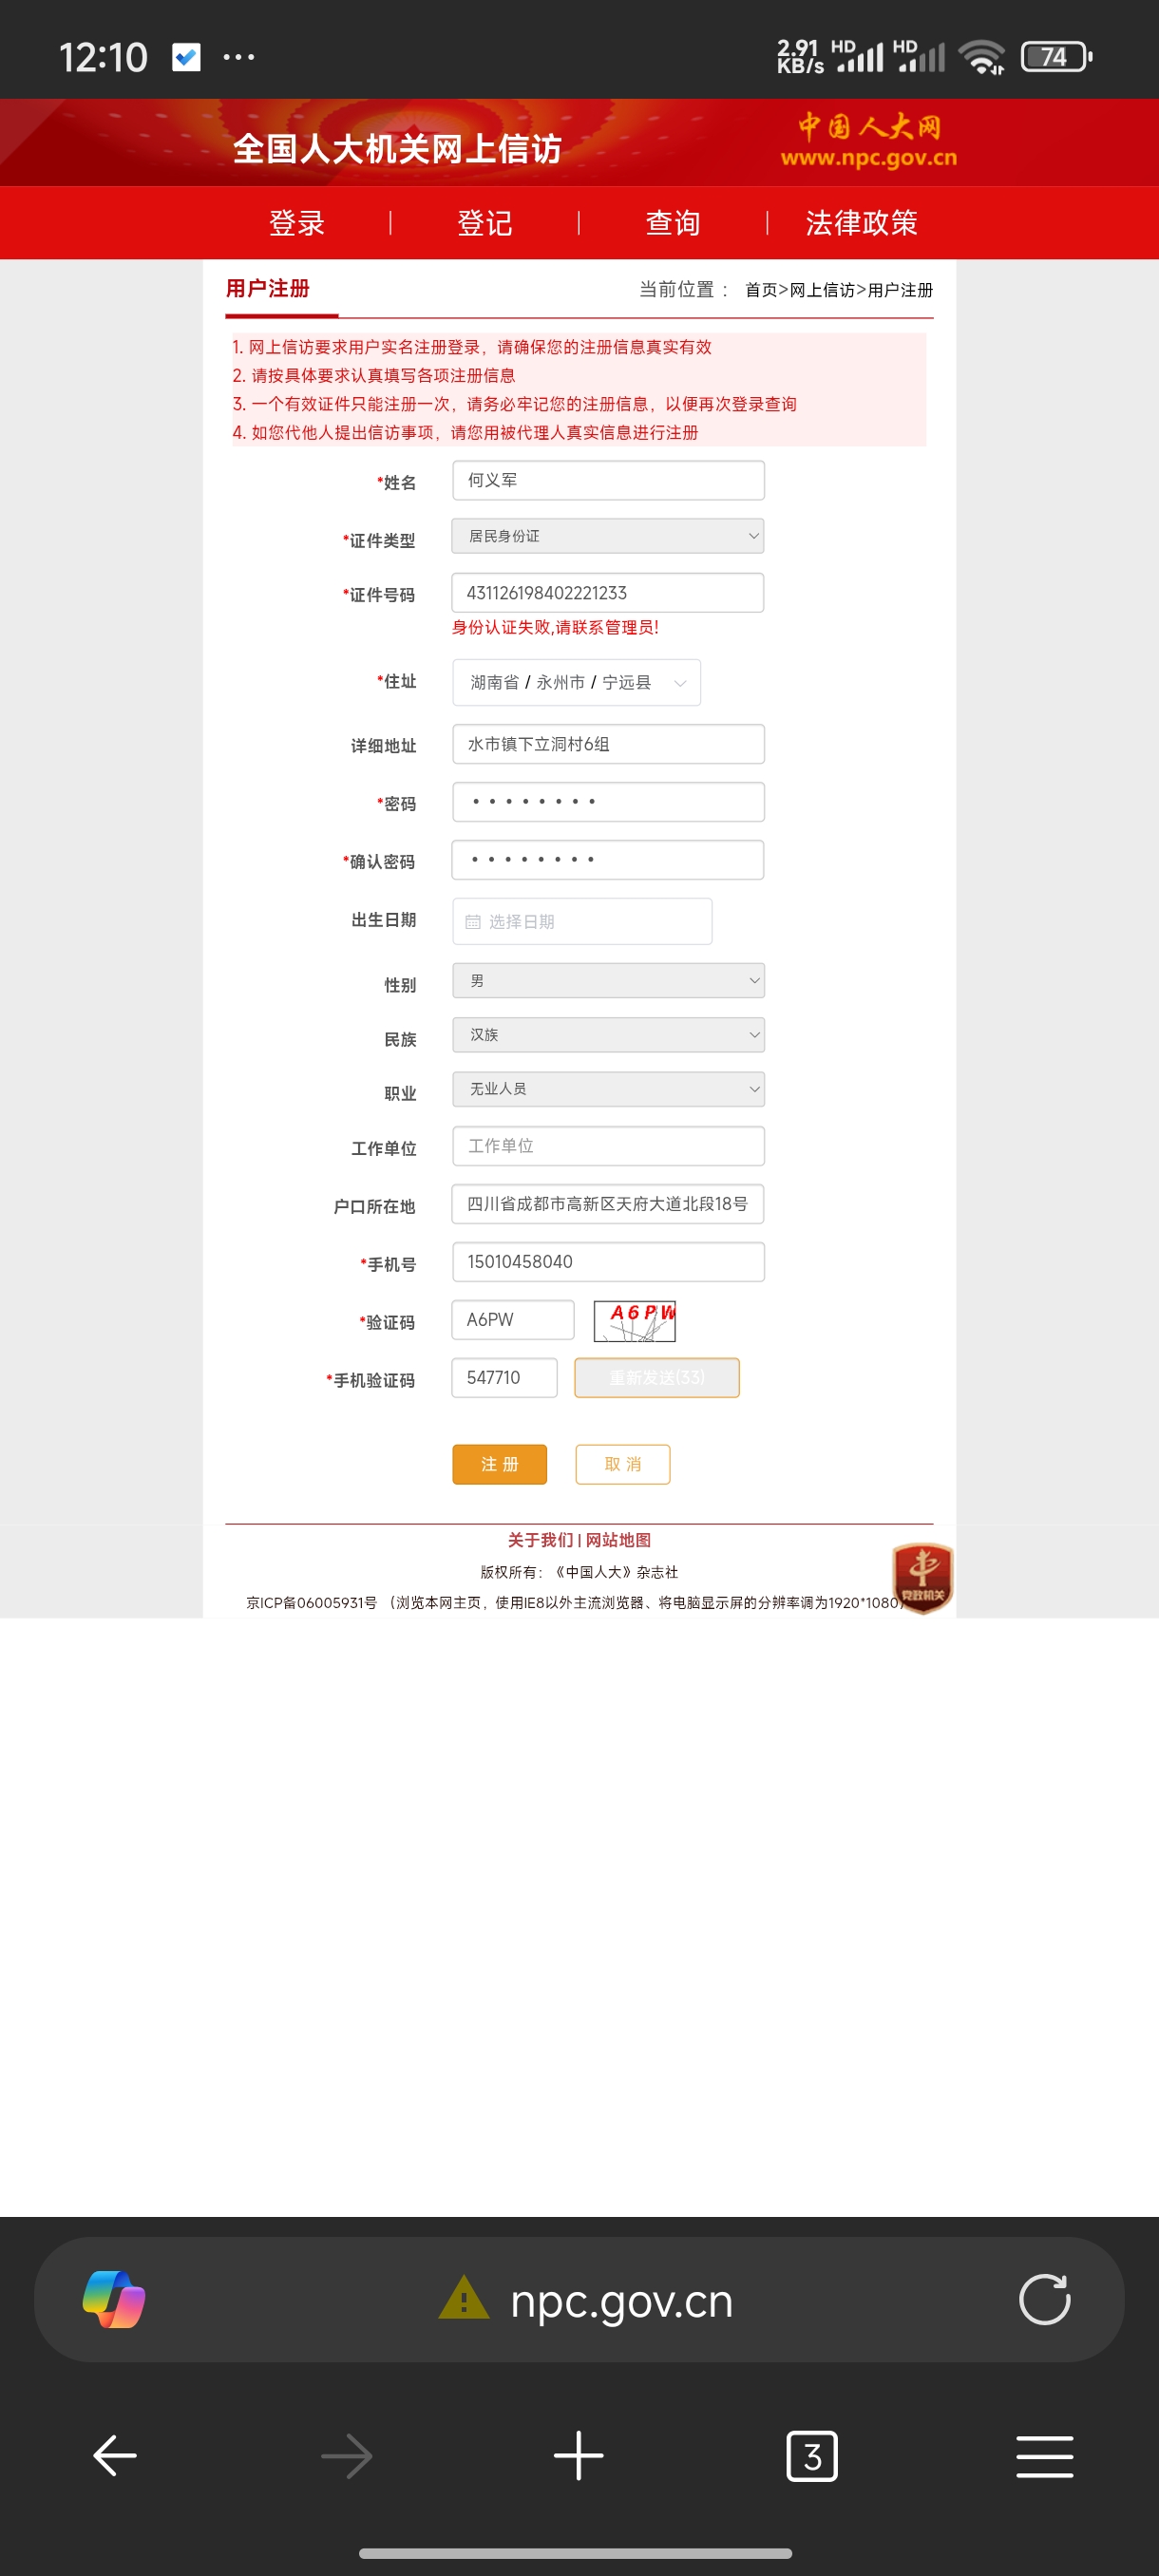 12:10 ...
2.91 KB/s HD HD 74
全国人大机关网上信访
中国人大网
www.npc.gov.cn
登录 | 登记 | 查询 | 法律政策
用户注册
当前位置： 首页>网上信访>用户注册
1. 网上信访要求用户实名注册登录，请确保您的注册信息真实有效
2. 请按具体要求认真填写各项注册信息
3. 一个有效证件只能注册一次，请务必牢记您的注册信息，以便再次登录查询
4. 如您代他人提出信访事项，请您用被代理人真实信息进行注册
*姓名 何义军
*证件类型 居民身份证
*证件号码 431126198402221233
身份认证失败,请联系管理员!
*住址 湖南省 / 永州市 / 宁远县
详细地址 水市镇下立洞村6组
*密码 ••••••••
*确认密码 ••••••••
出生日期 选择日期
性别 男
民族 汉族
职业 无业人员
工作单位 工作单位
户口所在地 四川省成都市高新区天府大道北段18号
*手机号 15010458040
*验证码 A6PW A6PW
*手机验证码 547710 重新发送(33)
注 册 取 消
关于我们 | 网站地图
版权所有：《中国人大》杂志社
京ICP备06005931号 （浏览本网主页，使用IE8以外主流浏览器、将电脑显示屏的分辨率调为1920*1080）
党政机关
npc.gov.cn
3